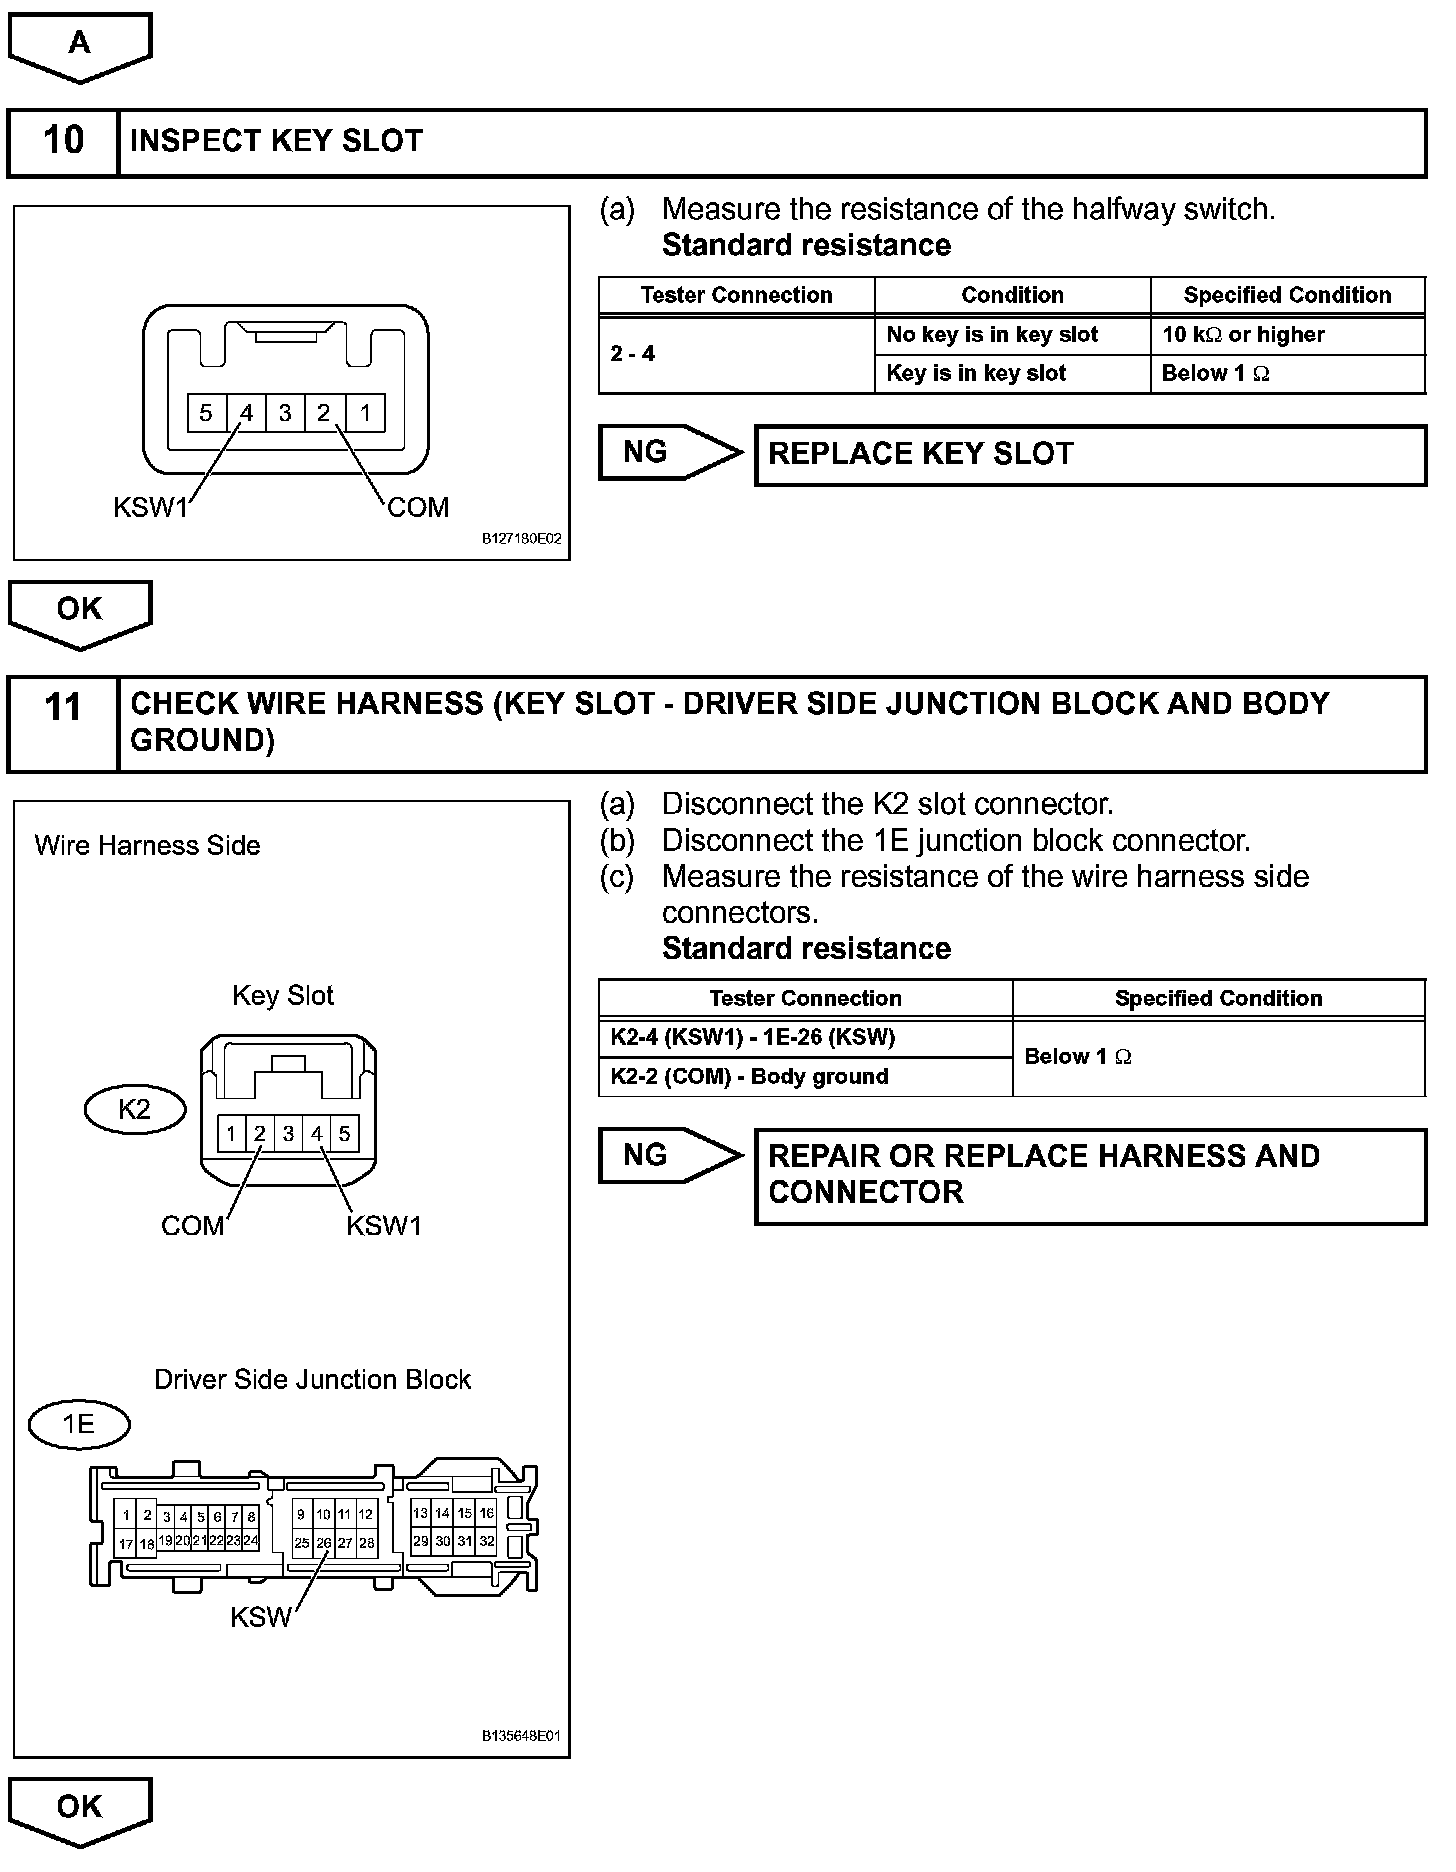 A
10 INSPECT KEY SLOT
5 4 3 2 1
KSW1 COM
B127180E02
(a) Measure the resistance of the halfway switch.
Standard resistance
Tester Connection Condition Specified Condition
2 - 4 No key is in key slot 10 kΩ or higher
Key is in key slot Below 1 Ω
NG REPLACE KEY SLOT
OK
11 CHECK WIRE HARNESS (KEY SLOT - DRIVER SIDE JUNCTION BLOCK AND BODY
GROUND)
Wire Harness Side
Key Slot
K2
1 2 3 4 5
COM KSW1
Driver Side Junction Block
1E
1 2 3 4 5 6 7 8 9 10 11 12 13 14 15 16
17 18 19 20 21 22 23 24 25 26 27 28 29 30 31 32
KSW
B135648E01
(a) Disconnect the K2 slot connector.
(b) Disconnect the 1E junction block connector.
(c) Measure the resistance of the wire harness side
connectors.
Standard resistance
Tester Connection Specified Condition
K2-4 (KSW1) - 1E-26 (KSW) Below 1 Ω
K2-2 (COM) - Body ground
NG REPAIR OR REPLACE HARNESS AND
CONNECTOR
OK